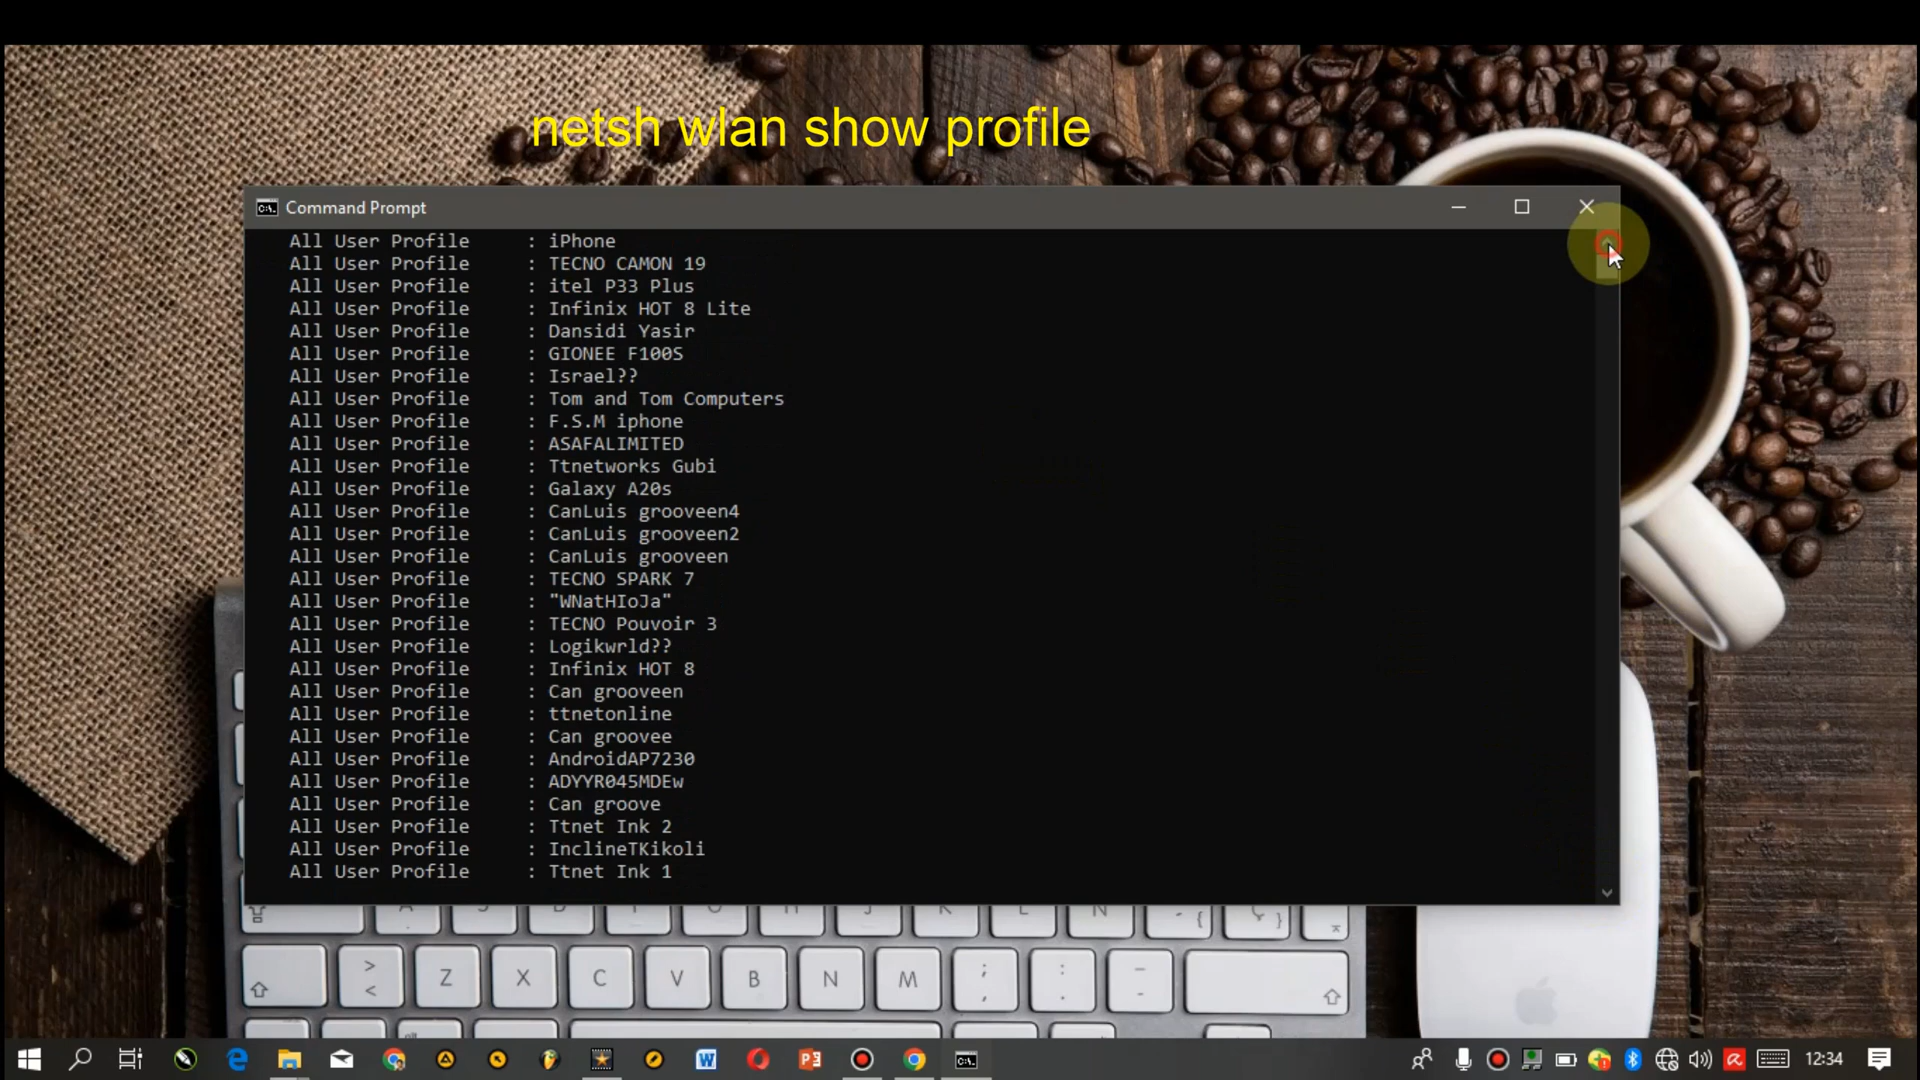 netsh wlan show profile
Command Prompt
All User Profile : iPhone
All User Profile : TECNO CAMON 19
All User Profile : itel P33 Plus
All User Profile : Infinix HOT 8 Lite
All User Profile : Dansidi Yasir
All User Profile : GIONEE F100S
All User Profile : Israel??
All User Profile : Tom and Tom Computers
All User Profile : F.S.M iphone
All User Profile : ASAFALIMITED
All User Profile : Ttnetworks Gubi
All User Profile : Galaxy A20s
All User Profile : CanLuis grooveen4
All User Profile : CanLuis grooveen2
All User Profile : CanLuis grooveen
All User Profile : TECNO SPARK 7
All User Profile : "WNatHIoJa"
All User Profile : TECNO Pouvoir 3
All User Profile : Logikwrld??
All User Profile : Infinix HOT 8
All User Profile : Can grooveen
All User Profile : ttnetonline
All User Profile : Can groovee
All User Profile : AndroidAP7230
All User Profile : ADYYR045MDEw
All User Profile : Can groove
All User Profile : Ttnet Ink 2
All User Profile : InclineTKikoli
All User Profile : Ttnet Ink 1
> < Z X C V B N M ; , : . - -
12:34